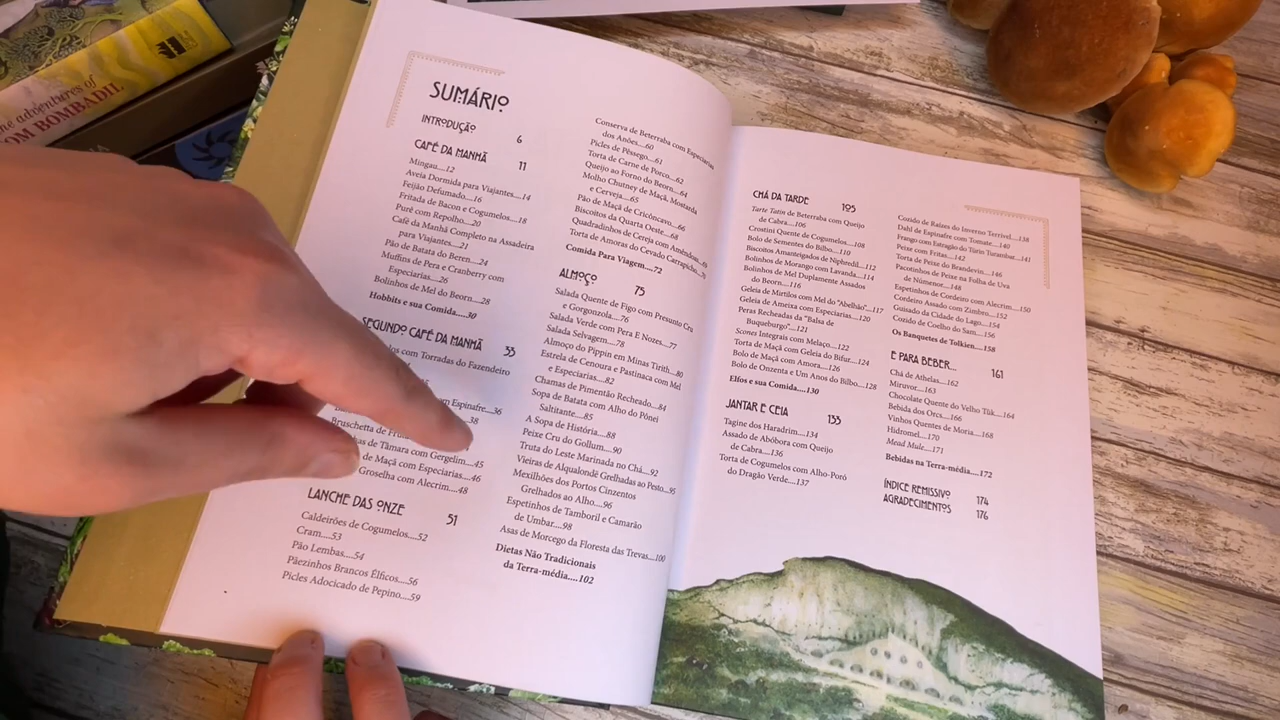 adventures of
OM BOMBADIL
SUMÁRIO
INTRODUÇÃO 6
CAFÉ DA MANHÃ 11
Mingau....12
Aveia Dormida para Viajantes....14
Feijão Defumado....16
Fritada de Bacon e Cogumelos....18
Purê com Repolho....20
Café da Manhã Completo na Assadeira
para Viajantes....21
Pão de Batata do Beren....24
Muffins de Pera e Cranberry com
Especiarias....26
Bolinhos de Mel do Beorn....28
Hobbits e sua Comida....30
SEGUNDO CAFÉ DA MANHÃ 33
com Torradas do Fazendeiro
com Espinafre...36
38
Bruschetta de
de Tâmara com Gergelim....45
de Maçã com Especiarias....46
Groselha com Alecrim....48
LANCHE DAS ONZE 51
Caldeirões de Cogumelos....52
Cram....53
Pão Lembas....54
Pãezinhos Brancos Élficos....56
Picles Adocicado de Pepino....59
Conserva de Beterraba com Especiarias
dos Anões....60
Picles de Pêssego....61
Torta de Carne de Porco....62
Queijo ao Forno do Beorn....64
Molho Chutney de Maçã, Mostarda
e Cerveja....65
Pão de Maçã de Cricôncavo....66
Biscoitos da Quarta Oeste....68
Quadradinhos de Cereja com Amêndoas...69
Torta de Amoras do Cevado Carrapicho...70
Comida Para Viagem....72
ALMOÇO 75
Salada Quente de Figo com Presunto Cru
e Gorgonzola....76
Salada Verde com Pera E Nozes....77
Salada Selvagem....78
Almoço do Pippin em Minas Tirith....80
Estrela de Cenoura e Pastinaca com Mel
e Especiarias....82
Chamas de Pimentão Recheado....84
Sopa de Batata com Alho do Pônei
Saltitante....85
A Sopa de História....88
Peixe Cru do Gollum....90
Truta do Leste Marinada no Chá....92
Vieiras de Alqualondë Grelhadas ao Pesto...95
Mexilhões dos Portos Cinzentos
Grelhados ao Alho....96
Espetinhos de Tamboril e Camarão
de Umbar....98
Asas de Morcego da Floresta das Trevas....100
Dietas Não Tradicionais
da Terra-média....102
CHÁ DA TARDE 105
Tarte Tatin de Beterraba com Queijo
de Cabra....106
Crostini Quente de Cogumelos....108
Bolo de Sementes do Bilbo....110
Biscoitos Amanteigados de Niphredil....112
Bolinhos de Morango com Lavanda....114
Bolinhos de Mel Duplamente Assados
do Beorn....116
Geleia de Mirtilos com Mel do "Abelhão"....117
Geleia de Ameixa com Especiarias....120
Peras Recheadas da "Balsa de
Buqueburgo"....121
Scones Integrais com Melaço....122
Torta de Maçã com Geleia do Bifur....124
Bolo de Maçã com Amora....126
Bolo de Onzenta e Um Anos do Bilbo....128
Elfos e sua Comida....130
JANTAR E CEIA 133
Tagine dos Haradrim....134
Assado de Abóbora com Queijo
de Cabra....136
Torta de Cogumelos com Alho-Poró
do Dragão Verde....137
Cozido de Raízes do Inverno Terrível....138
Dahl de Espinafre com Tomate....140
Frango com Estragão do Túrin Turambar....141
Peixe com Fritas....142
Torta de Peixe do Brandevin....146
Pacotinhos de Peixe na Folha de Uva
de Númenor....148
Espetinhos de Cordeiro com Alecrim....150
Cordeiro Assado com Zimbro....152
Guisado da Cidade do Lago....154
Cozido de Coelho do Sam....156
Os Banquetes de Tolkien....158
E PARA BEBER... 161
Chá de Athelas....162
Miruvor....163
Chocolate Quente do Velho Tûk....164
Bebida dos Orcs....166
Vinhos Quentes de Moria....168
Hidromel....170
Mead Mule....171
Bebidas na Terra-média....172
ÍNDICE REMISSIVO 174
AGRADECIMENTOS 176